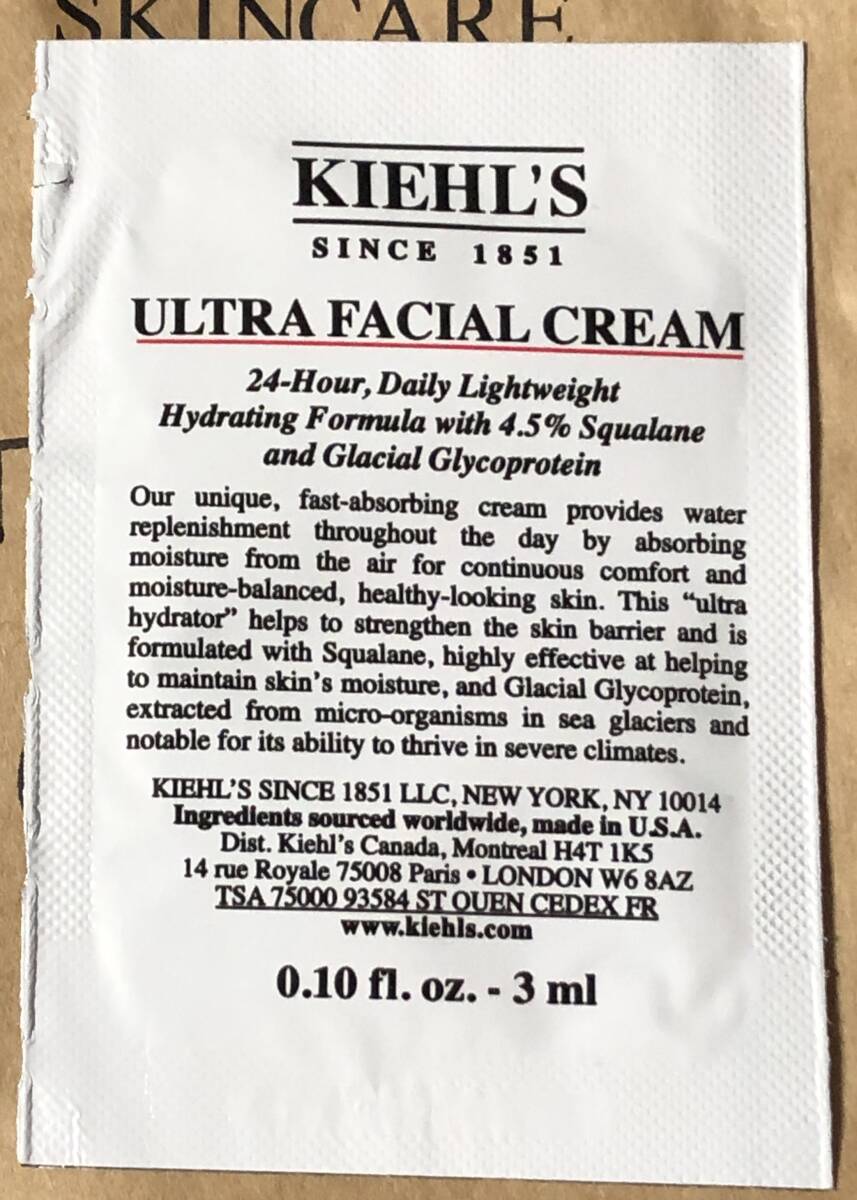 SKINCARE
KIEHL'S
SINCE 1851
ULTRA FACIAL CREAM
24-Hour, Daily Lightweight
Hydrating Formula with 4.5% Squalane
and Glacial Glycoprotein
Our unique, fast-absorbing cream provides water
replenishment throughout the day by absorbing
moisture from the air for continuous comfort and
moisture-balanced, healthy-looking skin. This “ultra
hydrator” helps to strengthen the skin barrier and is
formulated with Squalane, highly effective at helping
to maintain skin's moisture, and Glacial Glycoprotein,
extracted from micro-organisms in sea glaciers and
notable for its ability to thrive in severe climates.
KIEHL'S SINCE 1851 LLC, NEW YORK, NY 10014
Ingredients sourced worldwide, made in U.S.A.
Dist. Kiehl's Canada, Montreal H4T 1K5
14 rue Royale 75008 Paris • LONDON W6 8AZ
TSA 75000 93584 ST OUEN CEDEX FR
www.kiehls.com
0.10 fl. oz. - 3 ml